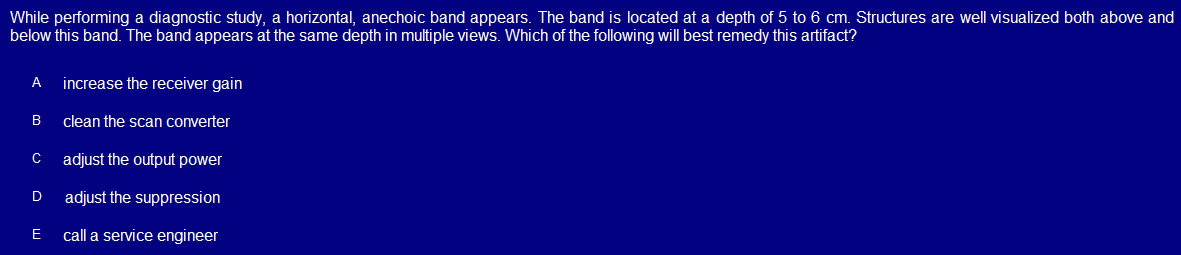 While performing a diagnostic study, a horizontal, anechoic band appears. The band is located at a depth of 5 to 6 cm. Structures are well visualized both above and
below this band. The band appears at the same depth in multiple views. Which of the following will best remedy this artifact?
A increase the receiver gain
B clean the scan converter
C adjust the output power
D adjust the suppression
E call a service engineer